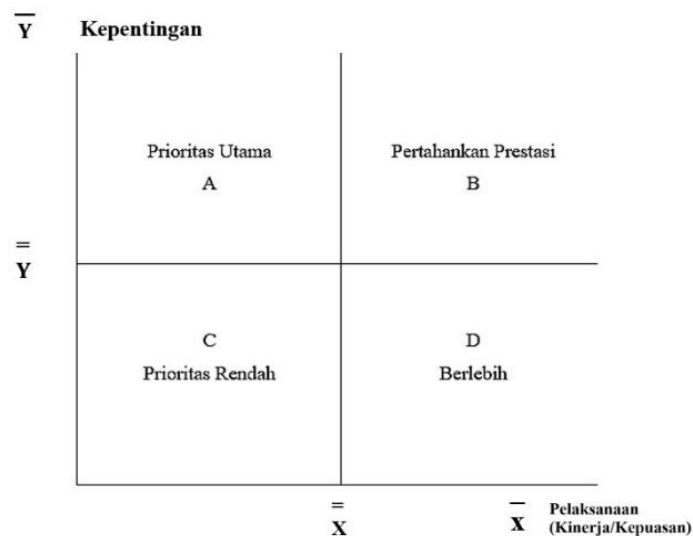 Y̅ Kepentingan
Prioritas Utama
A
Pertahankan Prestasi
B
=
Y
C
Prioritas Rendah
D
Berlebih
=
X
X̅ Pelaksanaan
(Kinerja/Kepuasan)